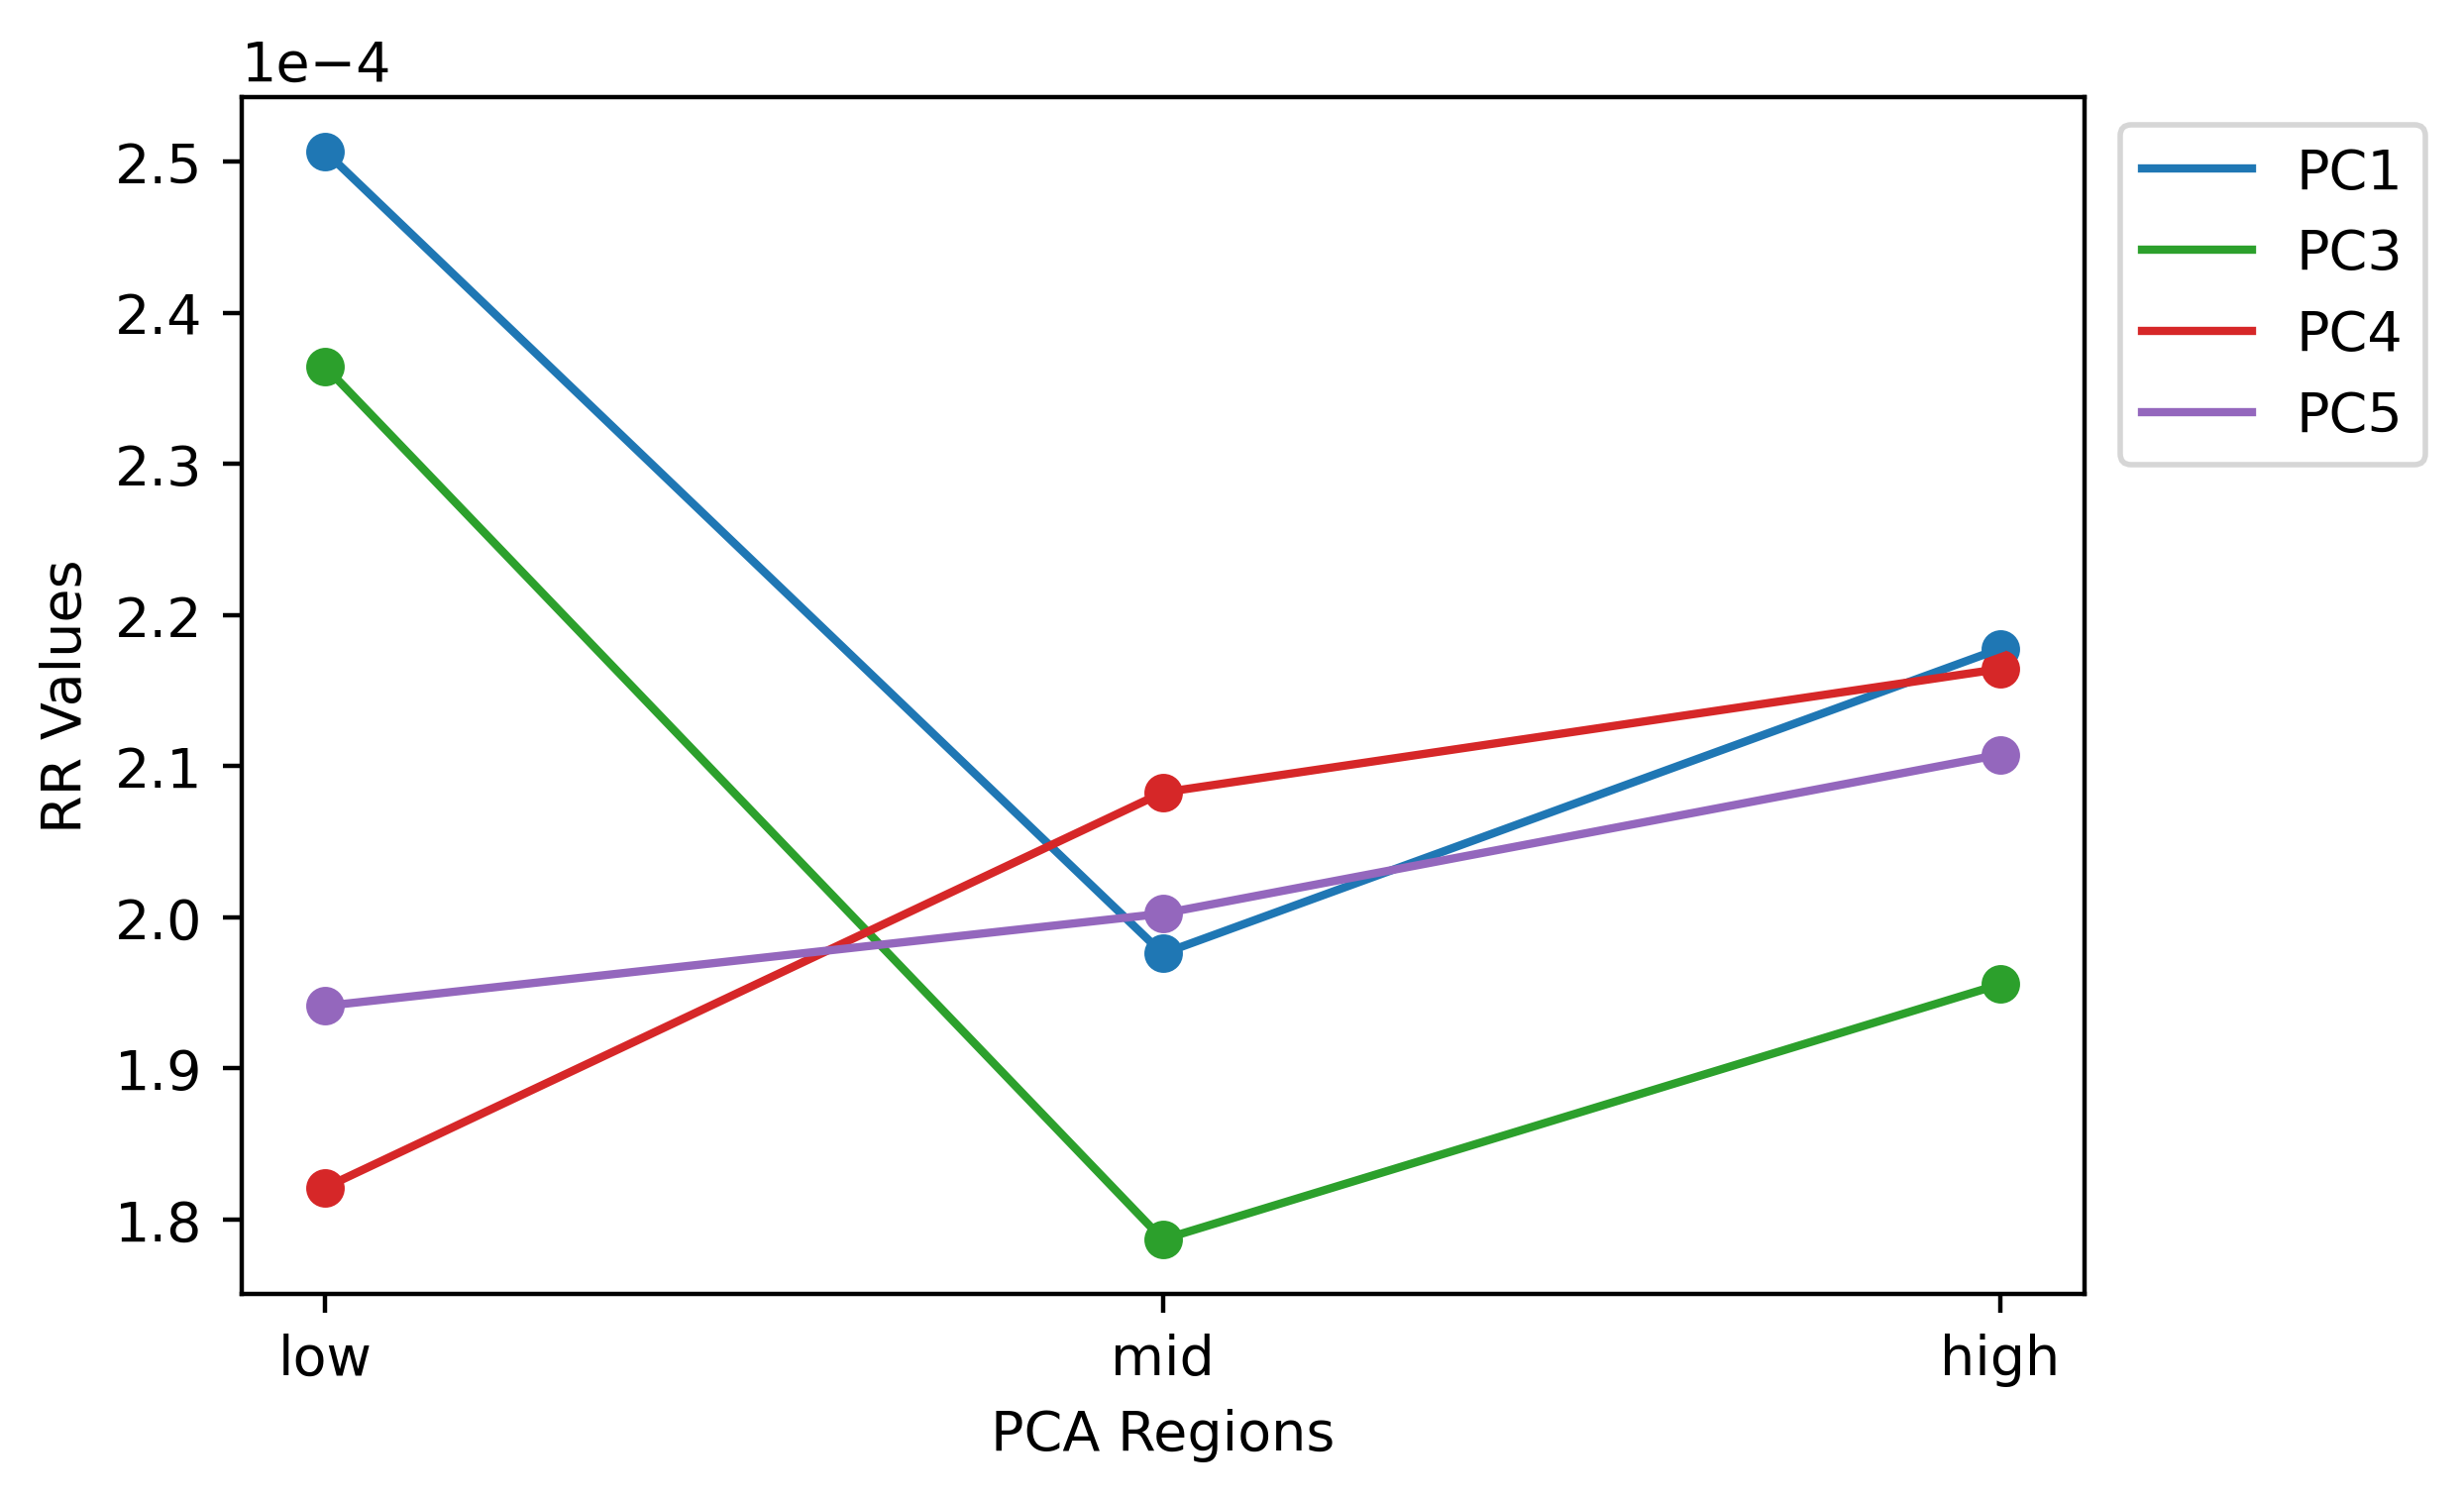 1e−4
2.5
2.4
2.3
2.2
2.1
2.0
1.9
1.8
RR Values
low
mid
high
PCA Regions
PC1
PC3
PC4
PC5